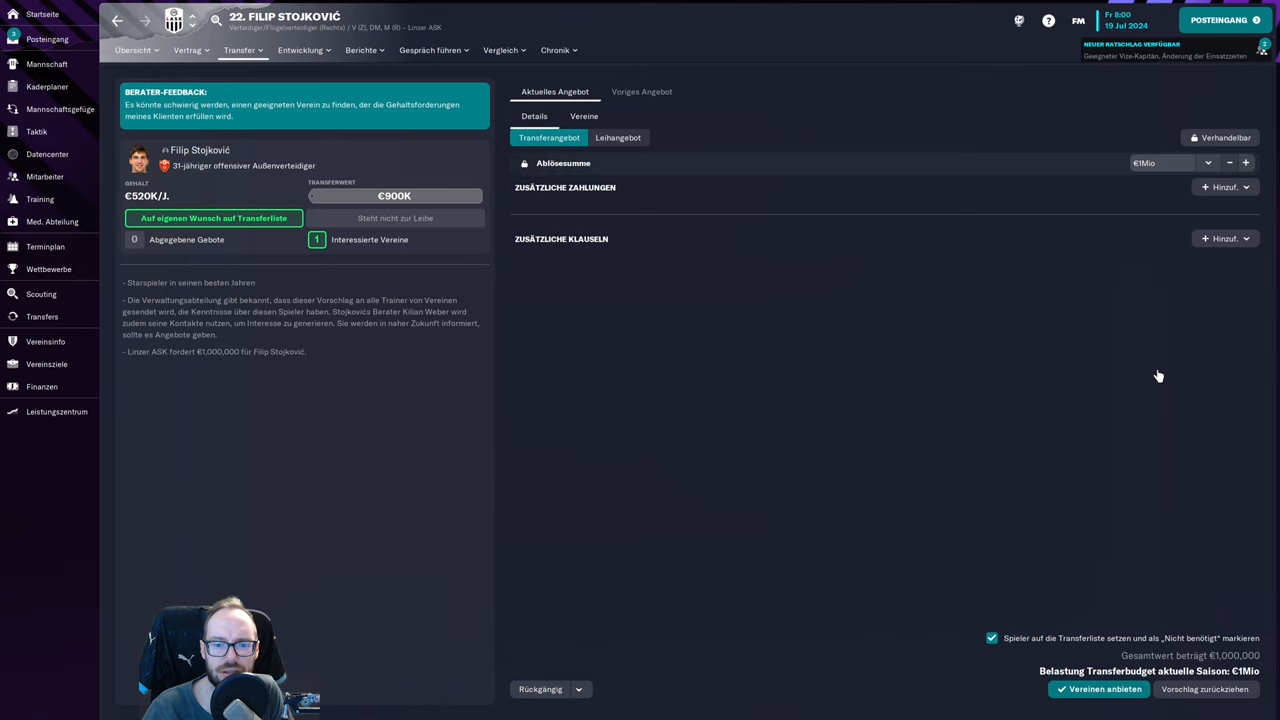 Startseite
3
Posteingang
Mannschaft
Kaderplaner
Mannschaftsgefüge
Taktik
Datencenter
Mitarbeiter
Training
Med. Abteilung
Terminplan
Wettbewerbe
Scouting
Transfers
Vereinsinfo
Vereinsziele
Finanzen
Leistungszentrum
22. FILIP STOJKOVIĆ
Verteidiger/Flügelverteidiger (Rechts) / V (Z), DM, M (R) - Linzer ASK
FM
Fr 8:00
19 Jul 2024
POSTEINGANG
Übersicht
Vertrag
Transfer
Entwicklung
Berichte
Gespräch führen
Vergleich
Chronik
NEUER RATSCHLAG VERFÜGBAR
2
Geeigneter Vize-Kapitän, Änderung der Einsatzzeiten
BERATER-FEEDBACK:
Es könnte schwierig werden, einen geeigneten Verein zu finden, der die Gehaltsforderungen
meines Klienten erfüllen wird.
Filip Stojković
31-jähriger offensiver Außenverteidiger
GEHALT
TRANSFERWERT
€520K/J.
€900K
Auf eigenen Wunsch auf Transferliste
Steht nicht zur Leihe
0 Abgegebene Gebote
1 Interessierte Vereine
- Starspieler in seinen besten Jahren
- Die Verwaltungsabteilung gibt bekannt, dass dieser Vorschlag an alle Trainer von Vereinen
gesendet wird, die Kenntnisse über diesen Spieler haben. Stojkovićs Berater Kilian Weber wird
zudem seine Kontakte nutzen, um Interesse zu generieren. Sie werden in naher Zukunft informiert,
sollte es Angebote geben.
- Linzer ASK fordert €1,000,000 für Filip Stojković.
Aktuelles Angebot
Voriges Angebot
Details
Vereine
Transferangebot
Leihangebot
Verhandelbar
Ablösesumme
€1Mio
ZUSÄTZLICHE ZAHLUNGEN
+ Hinzuf.
ZUSÄTZLICHE KLAUSELN
+ Hinzuf.
Spieler auf die Transferliste setzen und als „Nicht benötigt“ markieren
Gesamtwert beträgt €1,000,000
Belastung Transferbudget aktuelle Saison: €1Mio
Rückgängig
Vereinen anbieten
Vorschlag zurückziehen